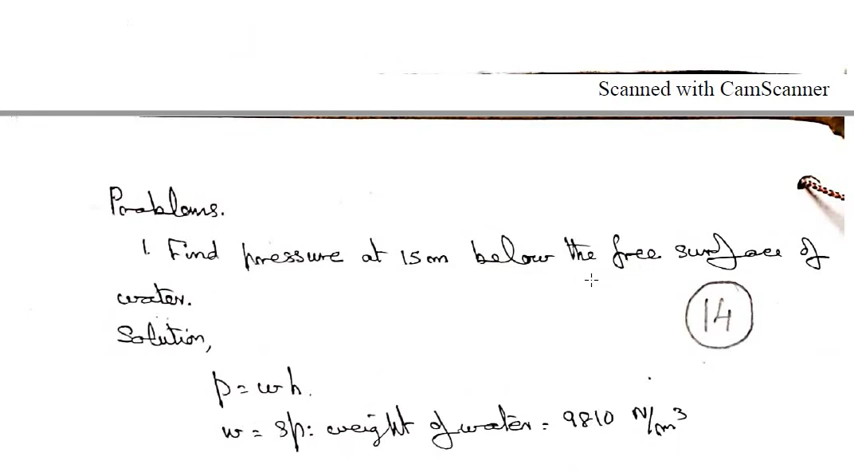 Scanned with CamScanner
Problems.
1. Find pressure at 15m below the free surface of
water.
14
Solution,
p = wh.
w = sp: weight of water = 9810 N/m³